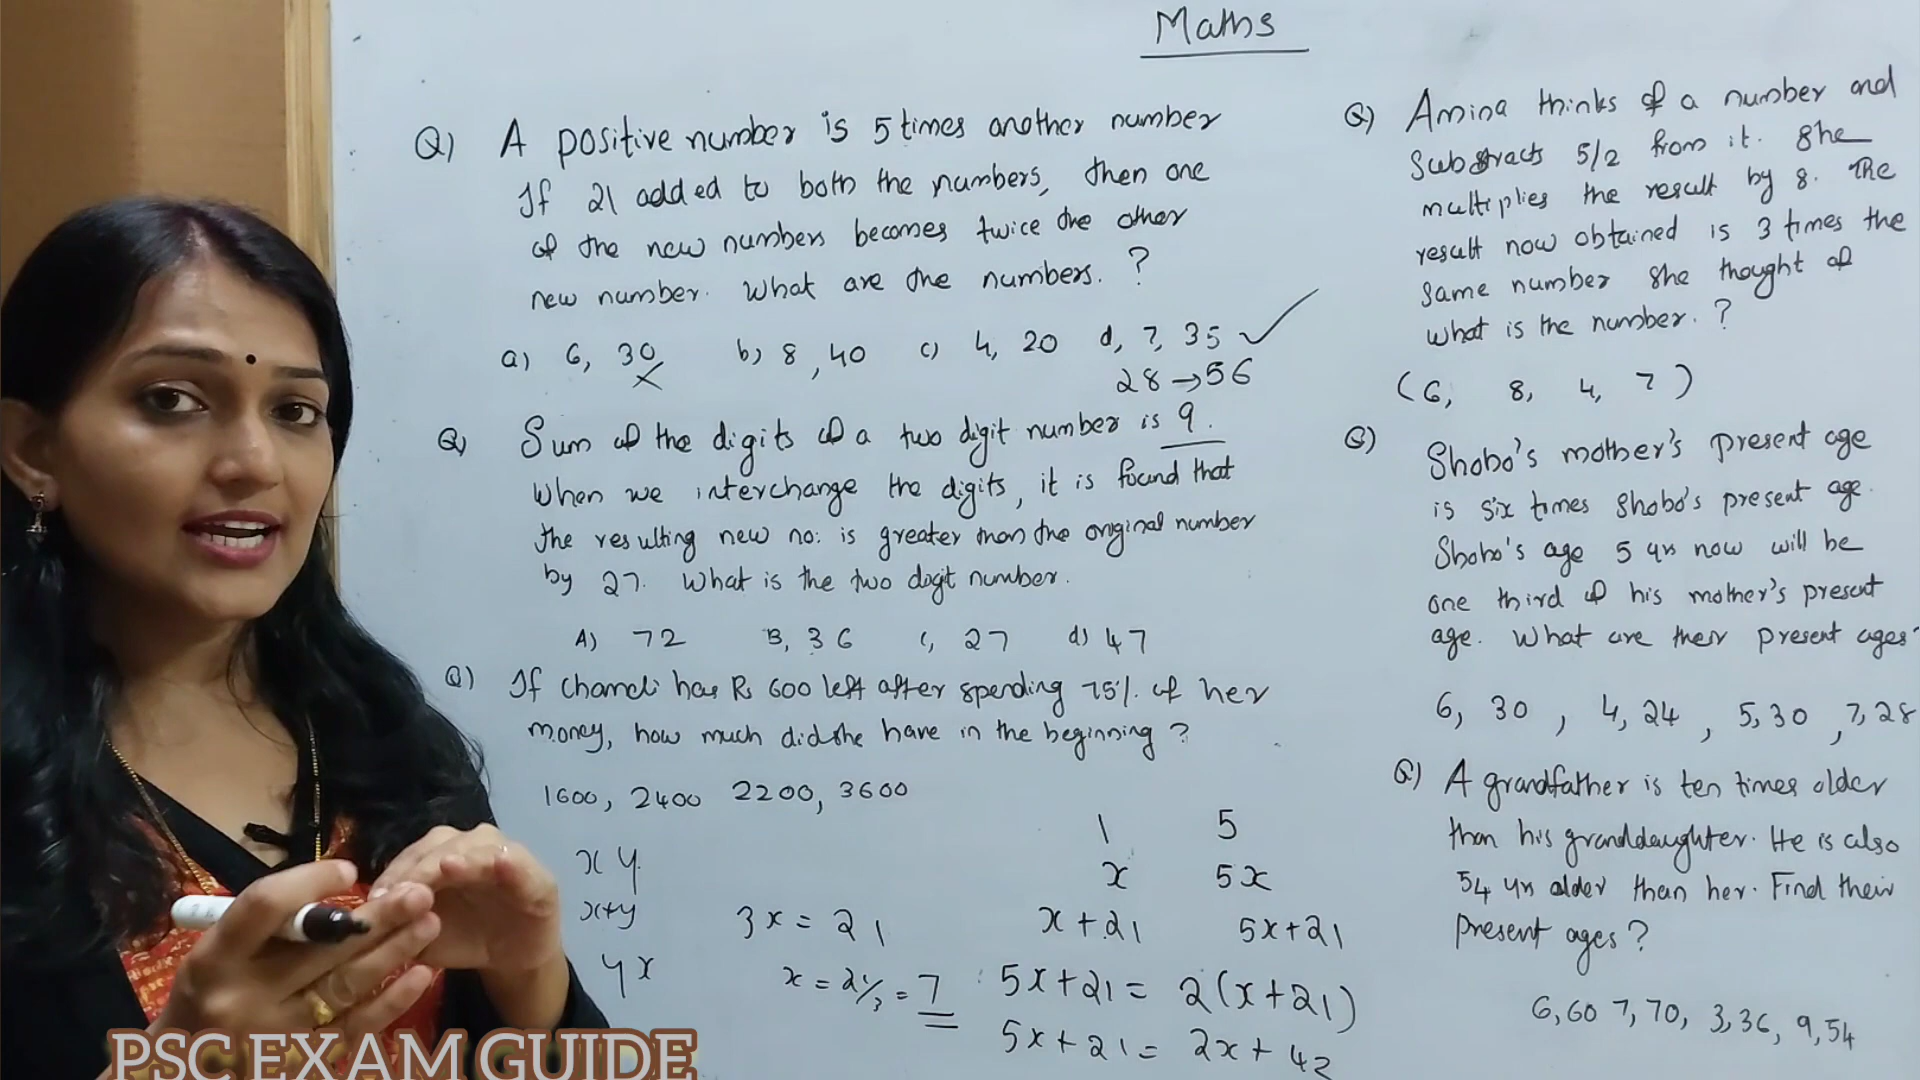 Maths
Q) A positive number is 5 times another number
If 21 added to both the numbers, then one
of the new numbers becomes twice the other
new number. What are the numbers. ?
a) 6, 30 b) 8, 40 c) 4, 20 d, 7, 35 ✓
28 → 56
Q) Sum of the digits of a two digit number is 9.
When we interchange the digits, it is found that
the resulting new no: is greater than the original number
by 27. What is the two digit number.
A) 72 B, 36 C, 27 d) 47
Q) If Chameli has Rs 600 left after spending 75% of her
money, how much did she have in the beginning ?
1600, 2400 2200, 3600
x y
x+y
y x
3x = 21
x = 21/3 = 7
1 5
x 5x
x + 21 5x+21
5x + 21 = 2(x+21)
5x + 21 = 2x + 42
Q) Amina thinks of a number and
Substracts 5/2 from it. She
multiplies the result by 8. The
result now obtained is 3 times the
same number she thought of
What is the number. ?
(6, 8, 4, 7)
Q) Shobo's mother's present age
is six times Shobo's present age.
Shobo's age 5 yrs now will be
one third of his mother's present
age. What are their present ages?
6, 30 , 4, 24 , 5, 30 , 7, 28
Q) A grandfather is ten times older
than his granddaughter. He is also
54 yrs older than her. Find their
present ages ?
6, 60 7, 70, 3, 36, 9, 54
PSC EXAM GUIDE